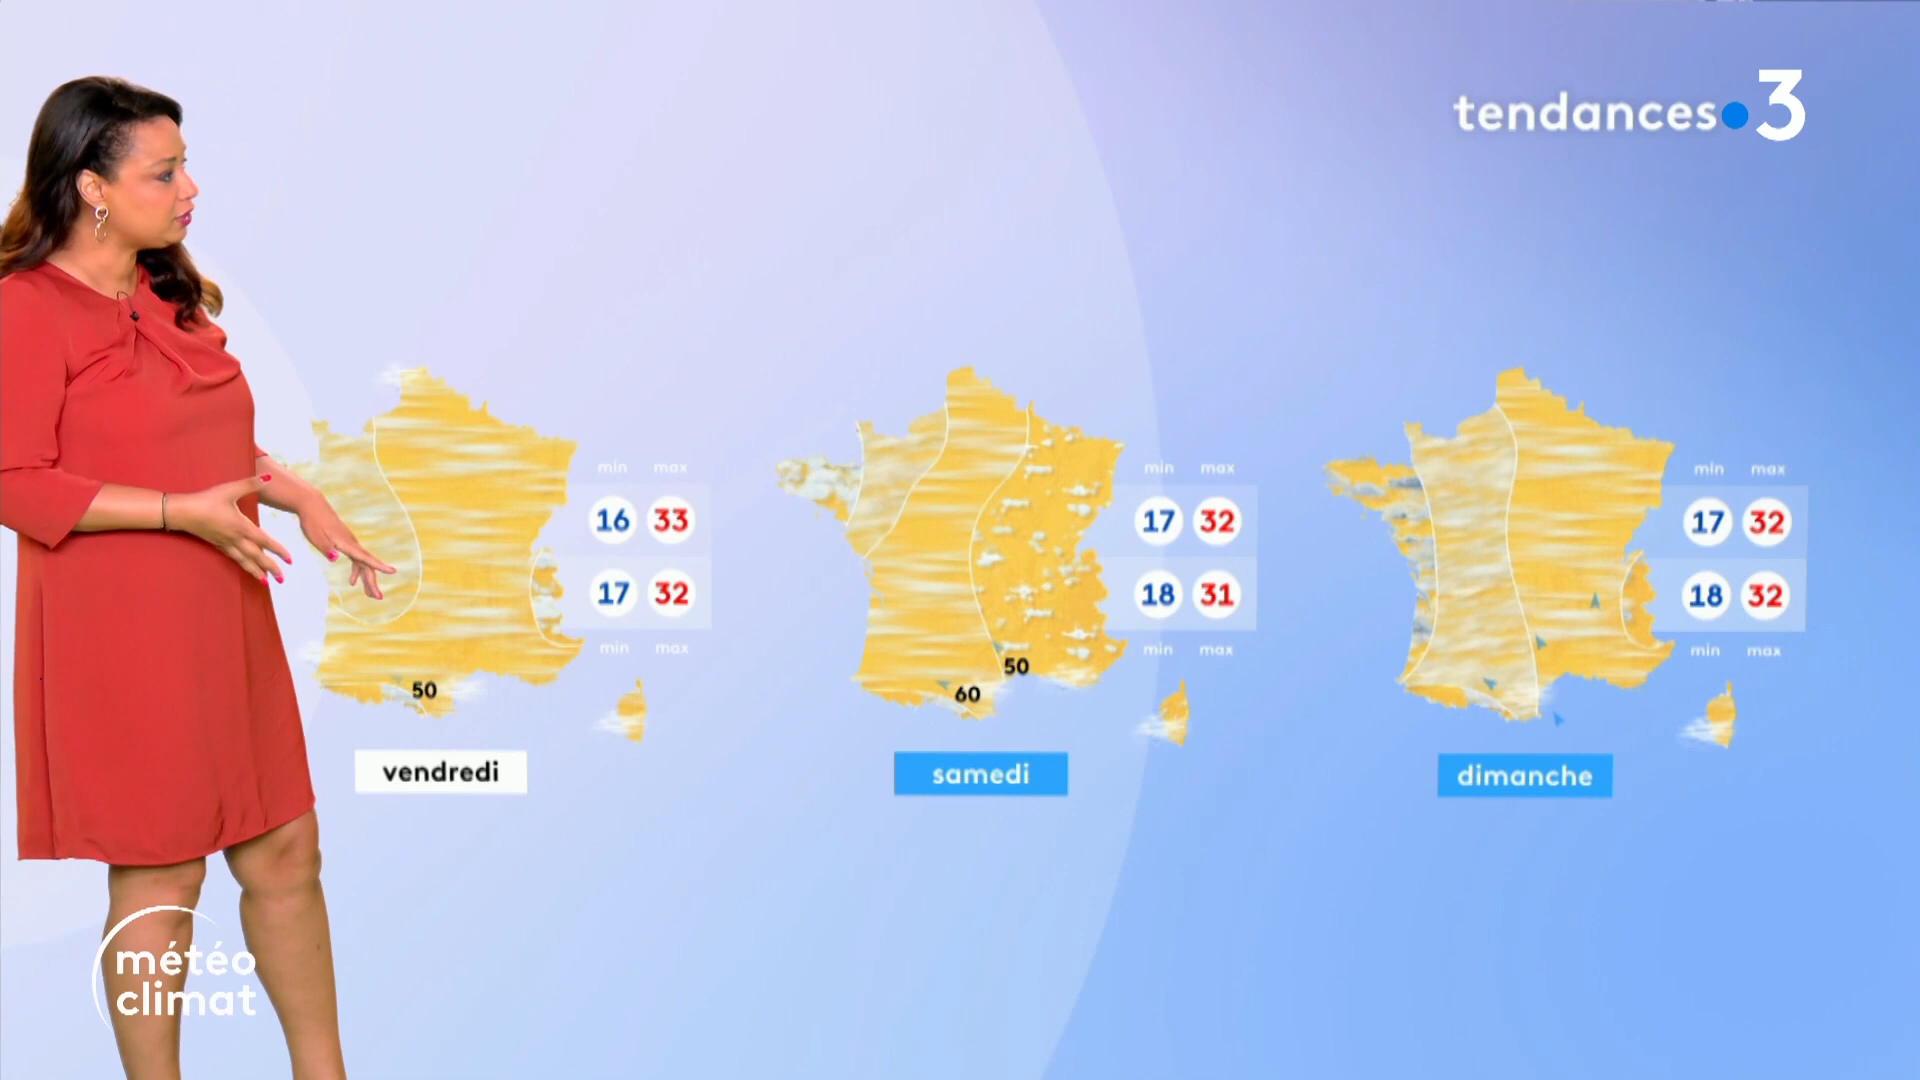 tendances 3
min max
16 33
17 32
min max
50
vendredi
min max
17 32
18 31
min max
50
60
samedi
min max
17 32
18 32
min max
dimanche
météo
climat